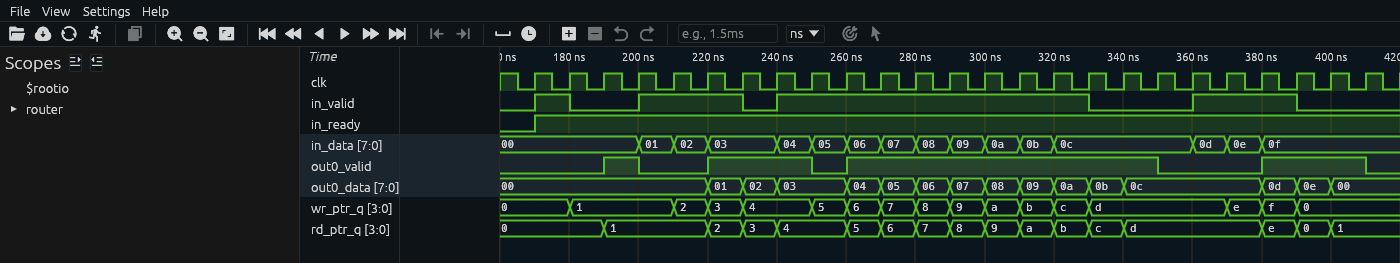 File View Settings Help
e.g., 1.5ms ns
Scopes
$rootio
router
Time 0 ns 180 ns 200 ns 220 ns 240 ns 260 ns 280 ns 300 ns 320 ns 340 ns 360 ns 380 ns 400 ns 420
clk
in_valid
in_ready
in_data [7:0] 00 01 02 03 04 05 06 07 08 09 0a 0b 0c 0d 0e 0f
out0_valid
out0_data [7:0] 00 01 02 03 04 05 06 07 08 09 0a 0b 0c 0d 0e 00
wr_ptr_q [3:0] 0 1 2 3 4 5 6 7 8 9 a b c d e f 0
rd_ptr_q [3:0] 0 1 2 3 4 5 6 7 8 9 a b c d e 0 1